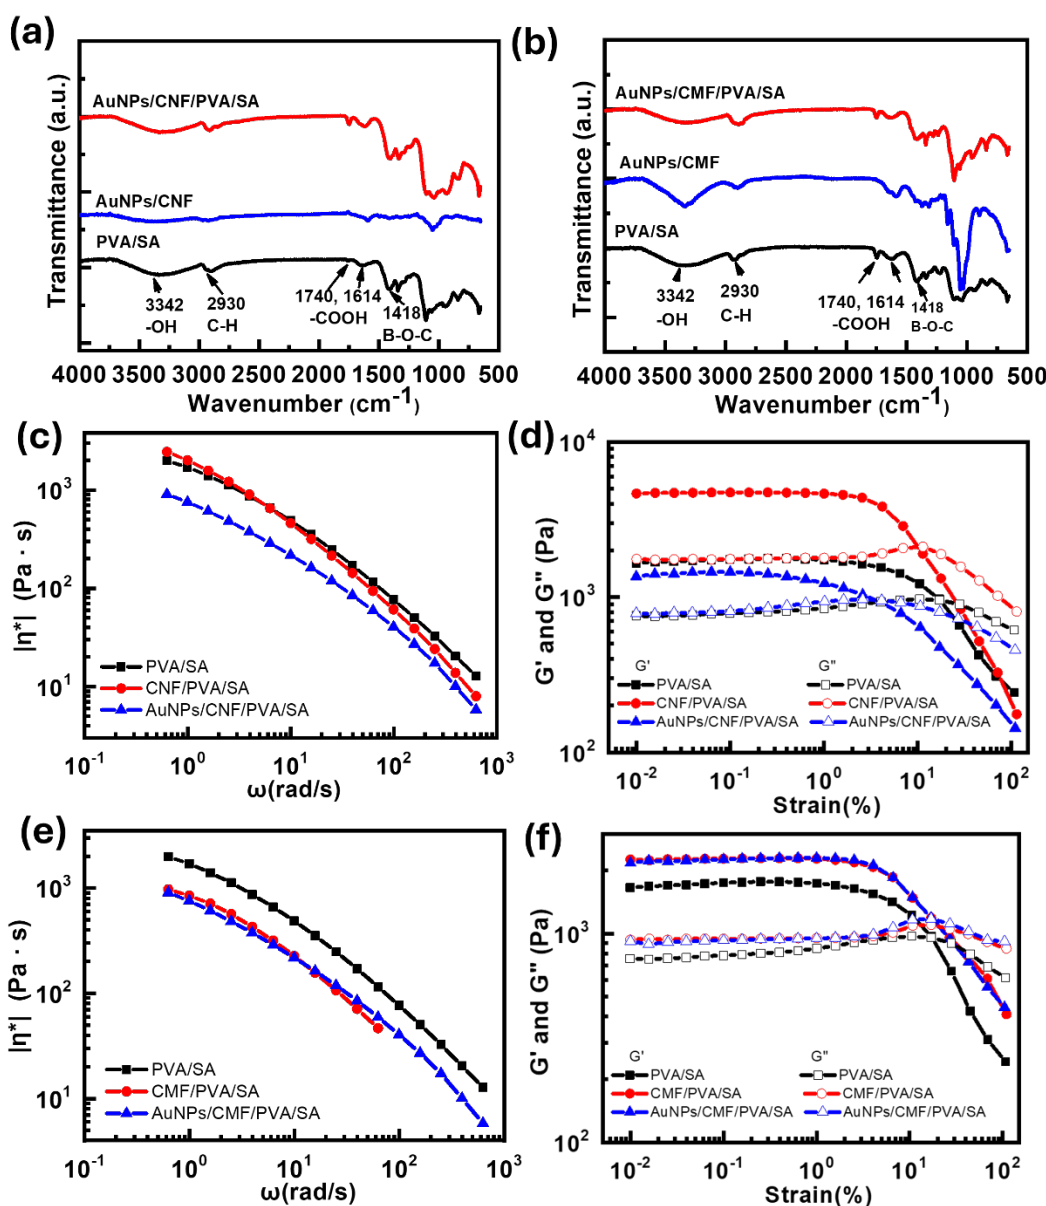 (a)
Transmittance (a.u.)
AuNPs/CNF/PVA/SA
AuNPs/CNF
PVA/SA
3342
-OH
2930
C-H
1740, 1614
-COOH
1418
B-O-C
4000 3500 3000 2500 2000 1500 1000 500
Wavenumber (cm-1)
(b)
Transmittance (a.u.)
AuNPs/CMF/PVA/SA
AuNPs/CMF
PVA/SA
3342
-OH
2930
C-H
1740, 1614
-COOH
1418
B-O-C
4000 3500 3000 2500 2000 1500 1000 500
Wavenumber (cm-1)
(c)
|η*| (Pa · s)
10^3
10^2
10^1
PVA/SA
CNF/PVA/SA
AuNPs/CNF/PVA/SA
10^-1 10^0 10^1 10^2 10^3
ω(rad/s)
(d)
G' and G" (Pa)
10^4
10^3
10^2
G' G"
PVA/SA PVA/SA
CNF/PVA/SA CNF/PVA/SA
AuNPs/CNF/PVA/SA AuNPs/CNF/PVA/SA
10^-2 10^-1 10^0 10^1 10^2
Strain(%)
(e)
|η*| (Pa · s)
10^3
10^2
10^1
PVA/SA
CMF/PVA/SA
AuNPs/CMF/PVA/SA
10^-1 10^0 10^1 10^2 10^3
ω(rad/s)
(f)
G' and G" (Pa)
10^3
10^2
G' G"
PVA/SA PVA/SA
CMF/PVA/SA CMF/PVA/SA
AuNPs/CMF/PVA/SA AuNPs/CMF/PVA/SA
10^-2 10^-1 10^0 10^1 10^2
Strain(%)